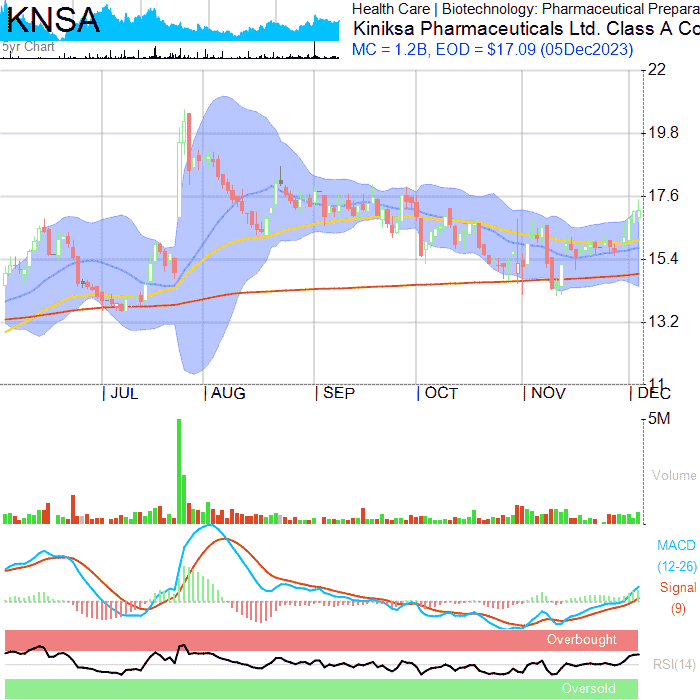 KNSA
5yr Chart
Health Care | Biotechnology: Pharmaceutical Prepara
Kiniksa Pharmaceuticals Ltd. Class A Co
MC = 1.2B, EOD = $17.09 (05Dec2023)
22
19.8
17.6
15.4
13.2
11
JUL
AUG
SEP
OCT
NOV
DEC
5M
Volume
MACD
(12-26)
Signal
(9)
Overbought
RSI(14)
Oversold